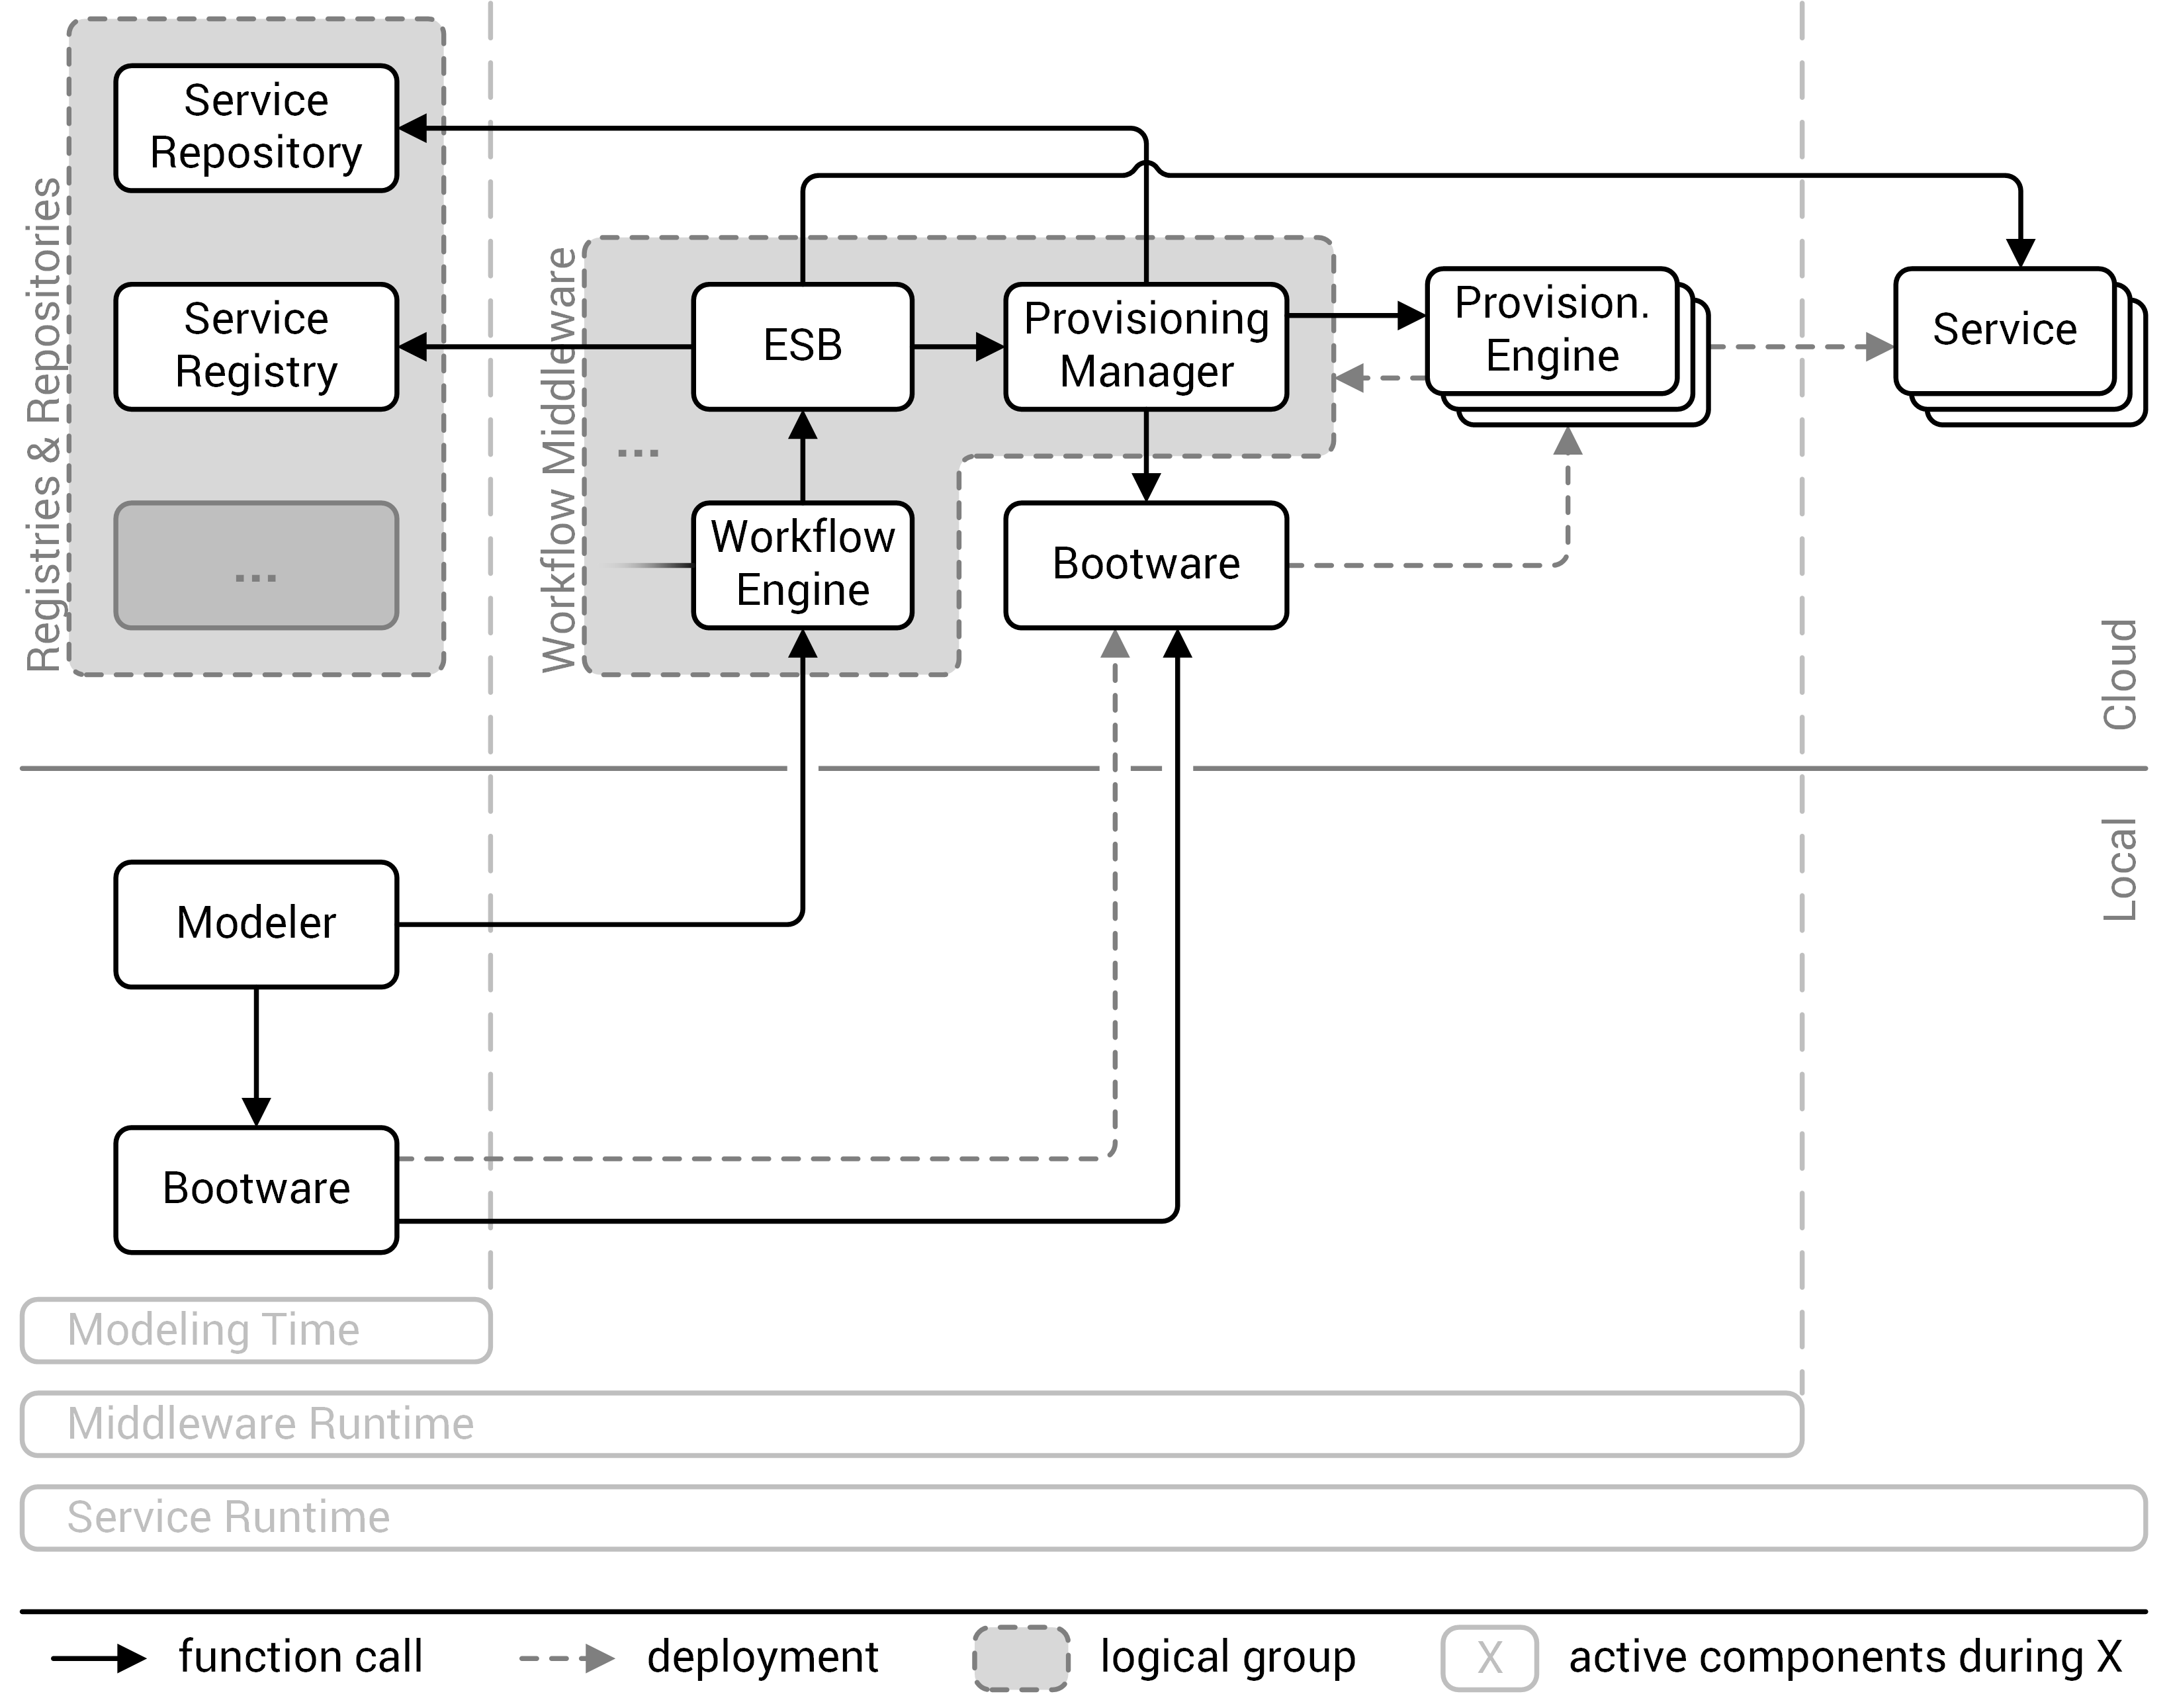 Registries & Repositories
Service
Repository
Service
Registry
...
Workflow Middleware
ESB
Provisioning
Manager
Provision.
Engine
Service
...
Workflow
Engine
Bootware
Cloud
Local
Modeler
Bootware
Modeling Time
Middleware Runtime
Service Runtime
function call
deployment
logical group
X
active components during X